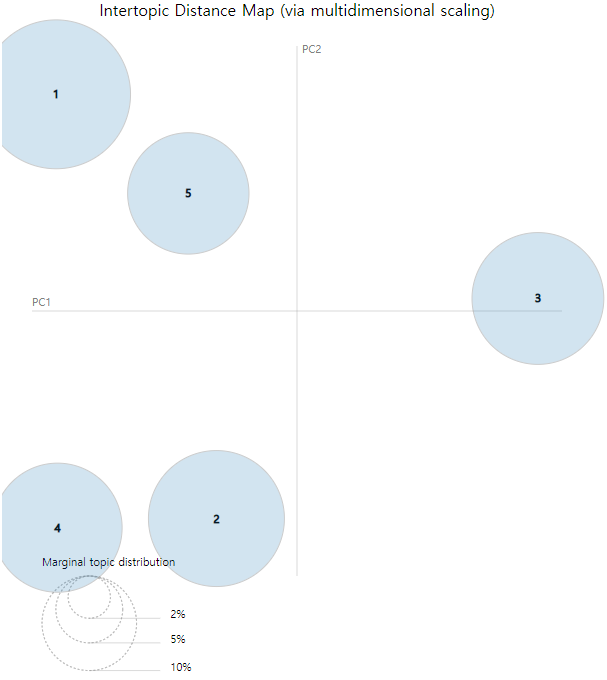 Intertopic Distance Map (via multidimensional scaling)
PC2
1
5
3
PC1
2
4
Marginal topic distribution
2%
5%
10%